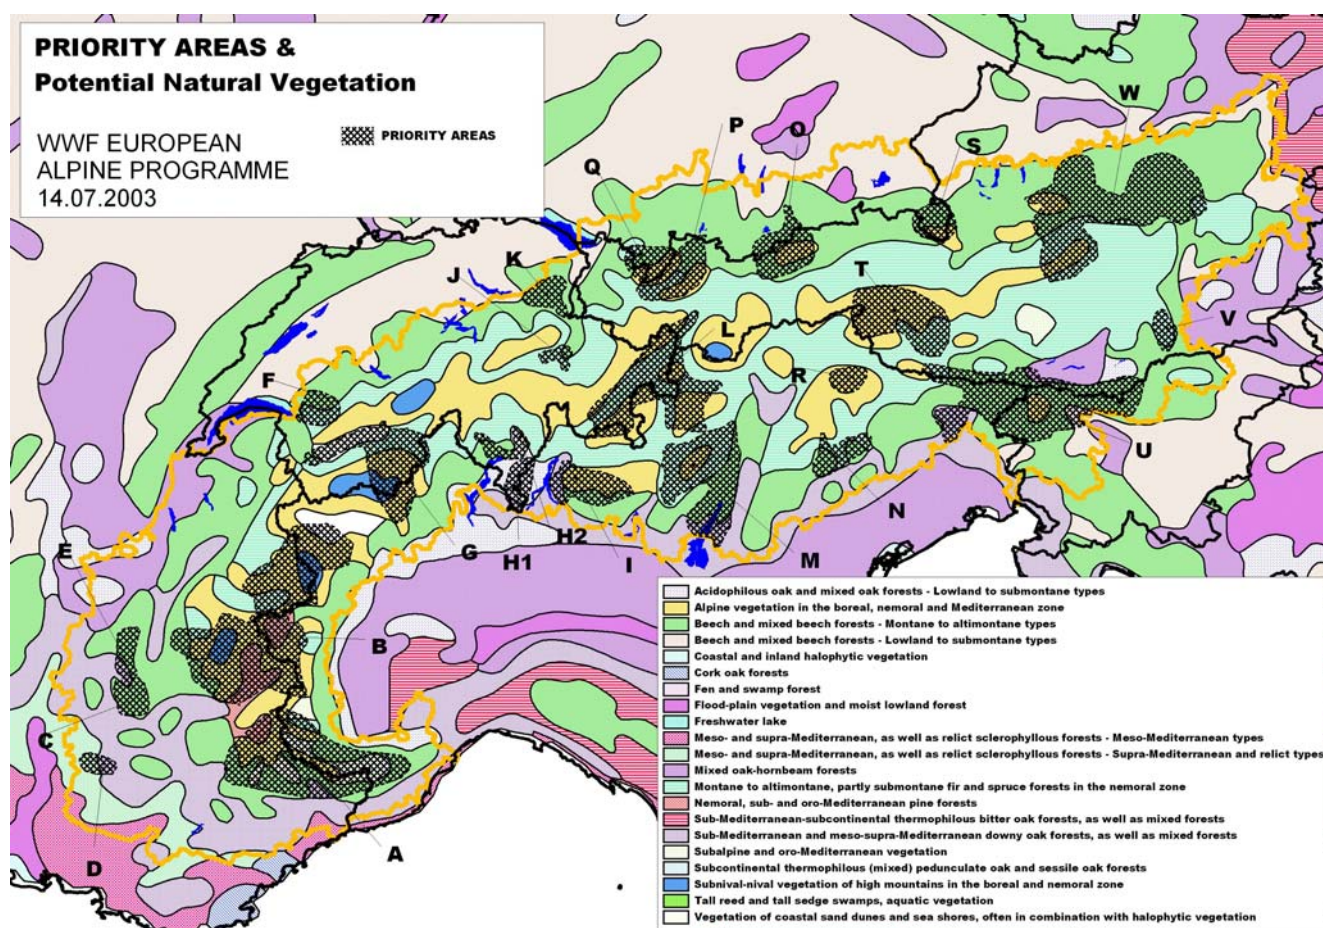 PRIORITY AREAS &
Potential Natural Vegetation
WWF EUROPEAN
ALPINE PROGRAMME
14.07.2003
PRIORITY AREAS
W
P
O
S
Q
K
J
T
L
V
F
R
U
N
E
G
H1
H2
I
M
B
C
D
A
Acidophilous oak and mixed oak forests - Lowland to submontane types
Alpine vegetation in the boreal, nemoral and Mediterranean zone
Beech and mixed beech forests - Montane to altimontane types
Beech and mixed beech forests - Lowland to submontane types
Coastal and inland halophytic vegetation
Cork oak forests
Fen and swamp forest
Flood-plain vegetation and moist lowland forest
Freshwater lake
Meso- and supra-Mediterranean, as well as relict sclerophyllous forests - Meso-Mediterranean types
Meso- and supra-Mediterranean, as well as relict sclerophyllous forests - Supra-Mediterranean and relict types
Mixed oak-hornbeam forests
Montane to altimontane, partly submontane fir and spruce forests in the nemoral zone
Nemoral, sub- and oro-Mediterranean pine forests
Sub-Mediterranean-subcontinental thermophilous bitter oak forests, as well as mixed forests
Sub-Mediterranean and meso-supra-Mediterranean downy oak forests, as well as mixed forests
Subalpine and oro-Mediterranean vegetation
Subcontinental thermophilous (mixed) pedunculate oak and sessile oak forests
Subnival-nival vegetation of high mountains in the boreal and nemoral zone
Tall reed and tall sedge swamps, aquatic vegetation
Vegetation of coastal sand dunes and sea shores, often in combination with halophytic vegetation